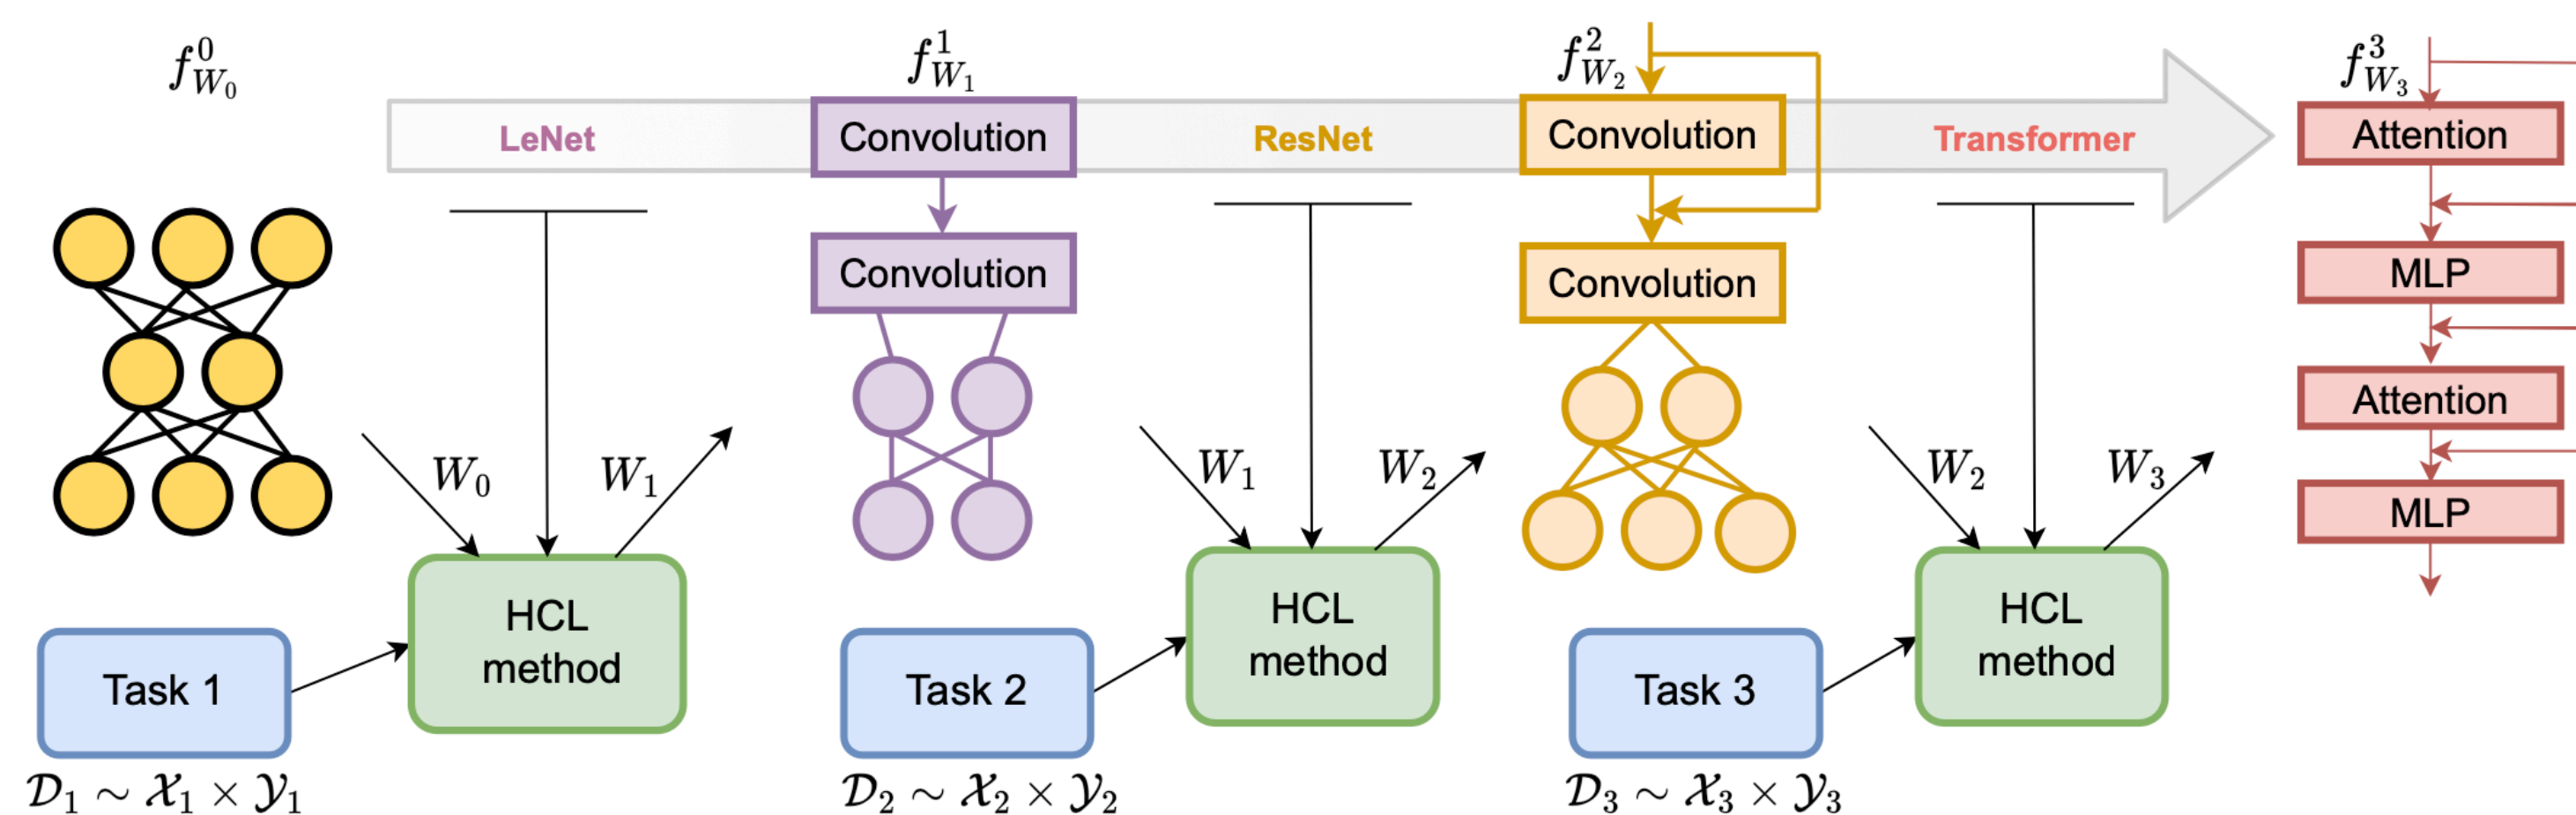 f^0_{W_0}
f^1_{W_1}
f^2_{W_2}
f^3_{W_3}
LeNet
Convolution
ResNet
Convolution
Transformer
Attention
Convolution
Convolution
MLP
Attention
W_0
W_1
W_1
W_2
W_2
W_3
MLP
HCL
method
HCL
method
HCL
method
Task 1
Task 2
Task 3
𝒟_1 ∼ 𝒳_1 × 𝒴_1
𝒟_2 ∼ 𝒳_2 × 𝒴_2
𝒟_3 ∼ 𝒳_3 × 𝒴_3